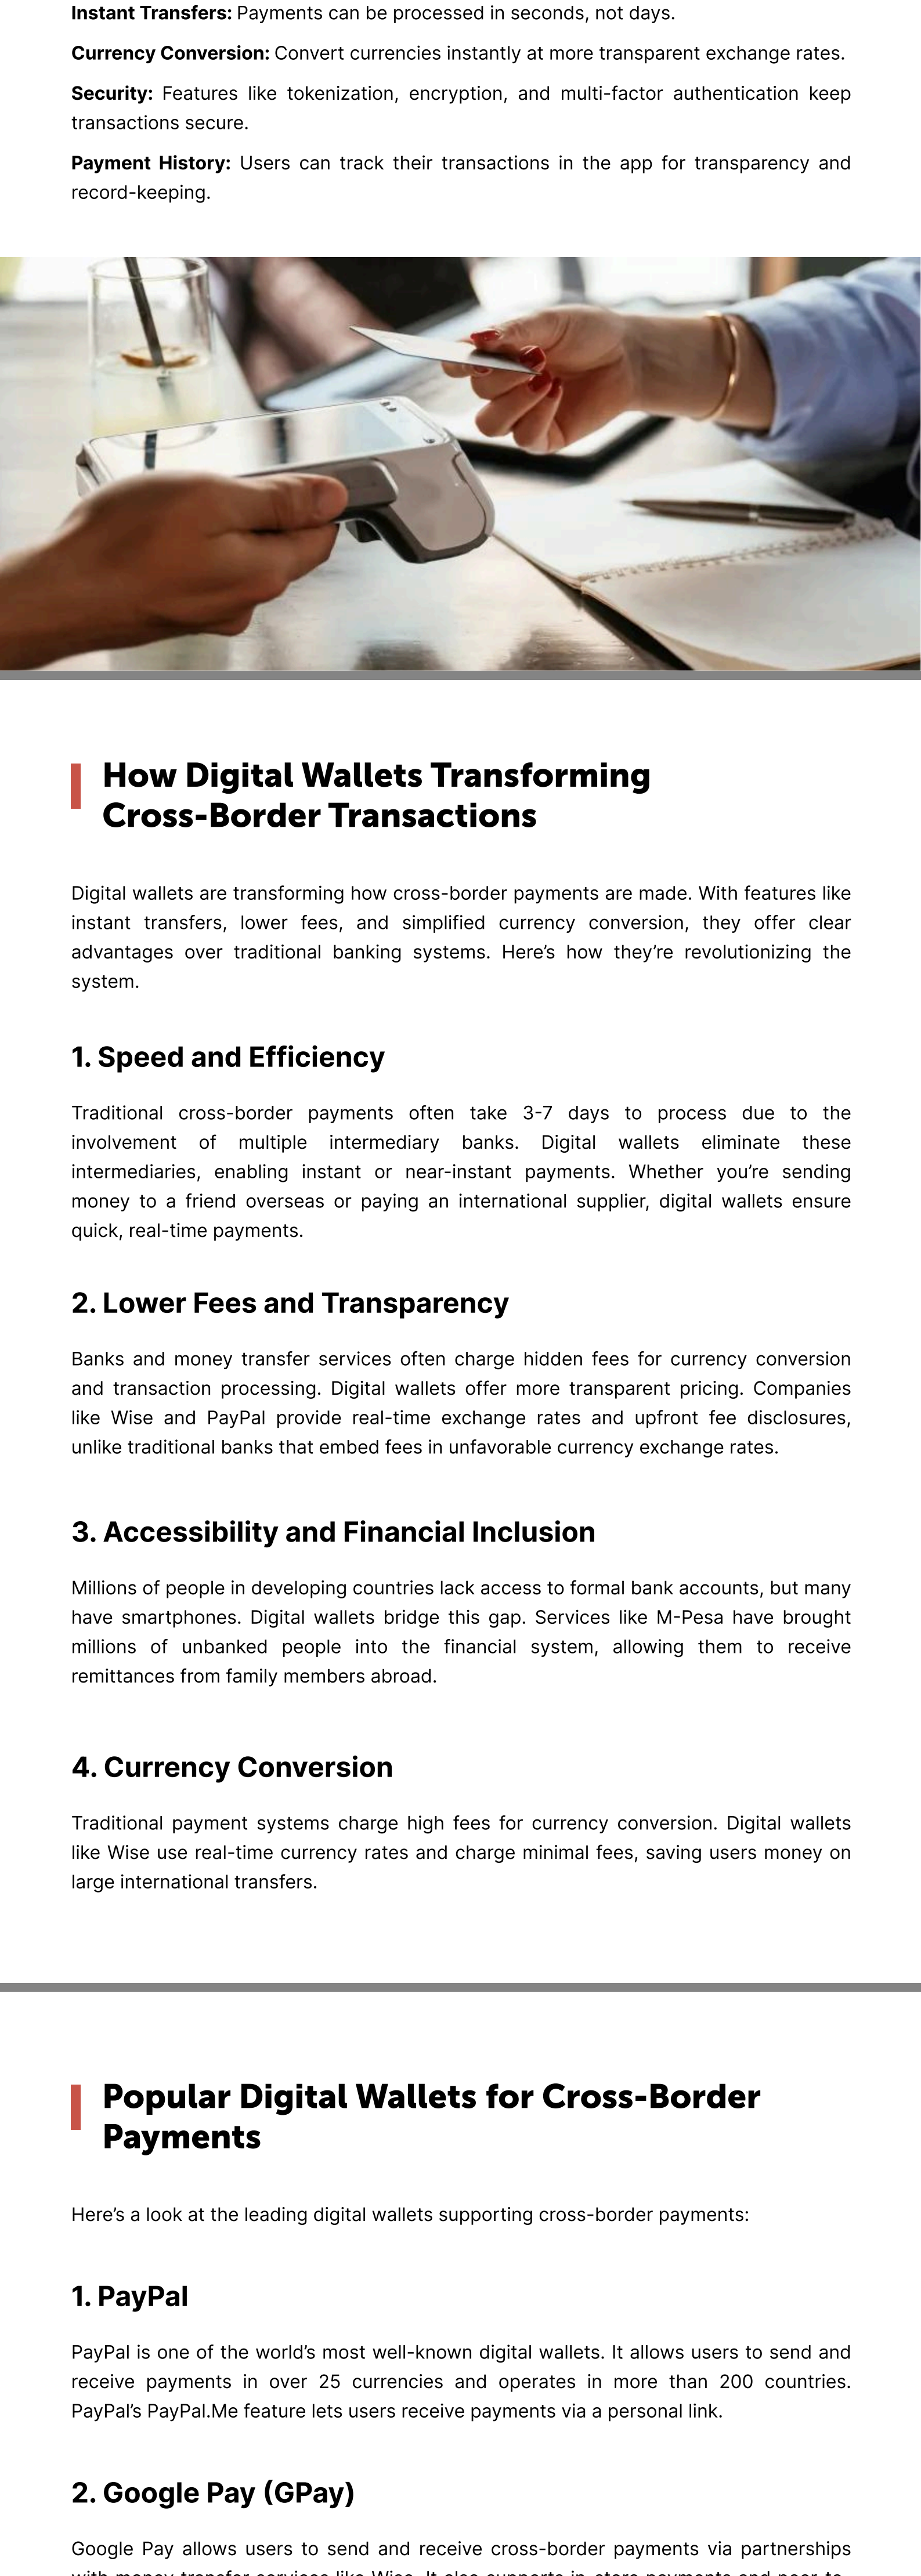 Instant Transfers: Payments can be processed in seconds, not days.
Currency Conversion: Convert currencies instantly at more transparent exchange rates.
Security: Features like tokenization, encryption, and multi-factor authentication keep
transactions secure.
Payment History: Users can track their transactions in the app for transparency and
record-keeping.
How Digital Wallets Transforming
Cross-Border Transactions
Digital wallets are transforming how cross-border payments are made. With features like
instant transfers, lower fees, and simplified currency conversion, they offer clear
advantages over traditional banking systems. Here’s how they’re revolutionizing the
system.
1. Speed and Efficiency
Traditional cross-border payments often take 3-7 days to process due to the
involvement of multiple intermediary banks. Digital wallets eliminate these
intermediaries, enabling instant or near-instant payments. Whether you’re sending
money to a friend overseas or paying an international supplier, digital wallets ensure
quick, real-time payments.
2. Lower Fees and Transparency
Banks and money transfer services often charge hidden fees for currency conversion
and transaction processing. Digital wallets offer more transparent pricing. Companies
like Wise and PayPal provide real-time exchange rates and upfront fee disclosures,
unlike traditional banks that embed fees in unfavorable currency exchange rates.
3. Accessibility and Financial Inclusion
Millions of people in developing countries lack access to formal bank accounts, but many
have smartphones. Digital wallets bridge this gap. Services like M-Pesa have brought
millions of unbanked people into the financial system, allowing them to receive
remittances from family members abroad.
4. Currency Conversion
Traditional payment systems charge high fees for currency conversion. Digital wallets
like Wise use real-time currency rates and charge minimal fees, saving users money on
large international transfers.
Popular Digital Wallets for Cross-Border
Payments
Here’s a look at the leading digital wallets supporting cross-border payments:
1. PayPal
PayPal is one of the world’s most well-known digital wallets. It allows users to send and
receive payments in over 25 currencies and operates in more than 200 countries.
PayPal’s PayPal.Me feature lets users receive payments via a personal link.
2. Google Pay (GPay)
Google Pay allows users to send and receive cross-border payments via partnerships